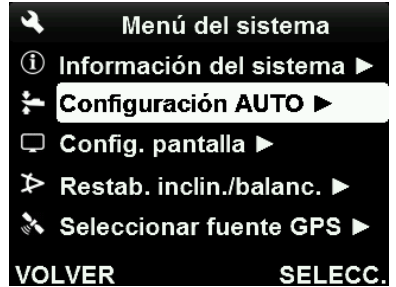 Menú del sistema
Información del sistema ▶
Configuración AUTO ▶
Config. pantalla ▶
Restab. inclin./balanc. ▶
Seleccionar fuente GPS ▶
VOLVER SELECC.